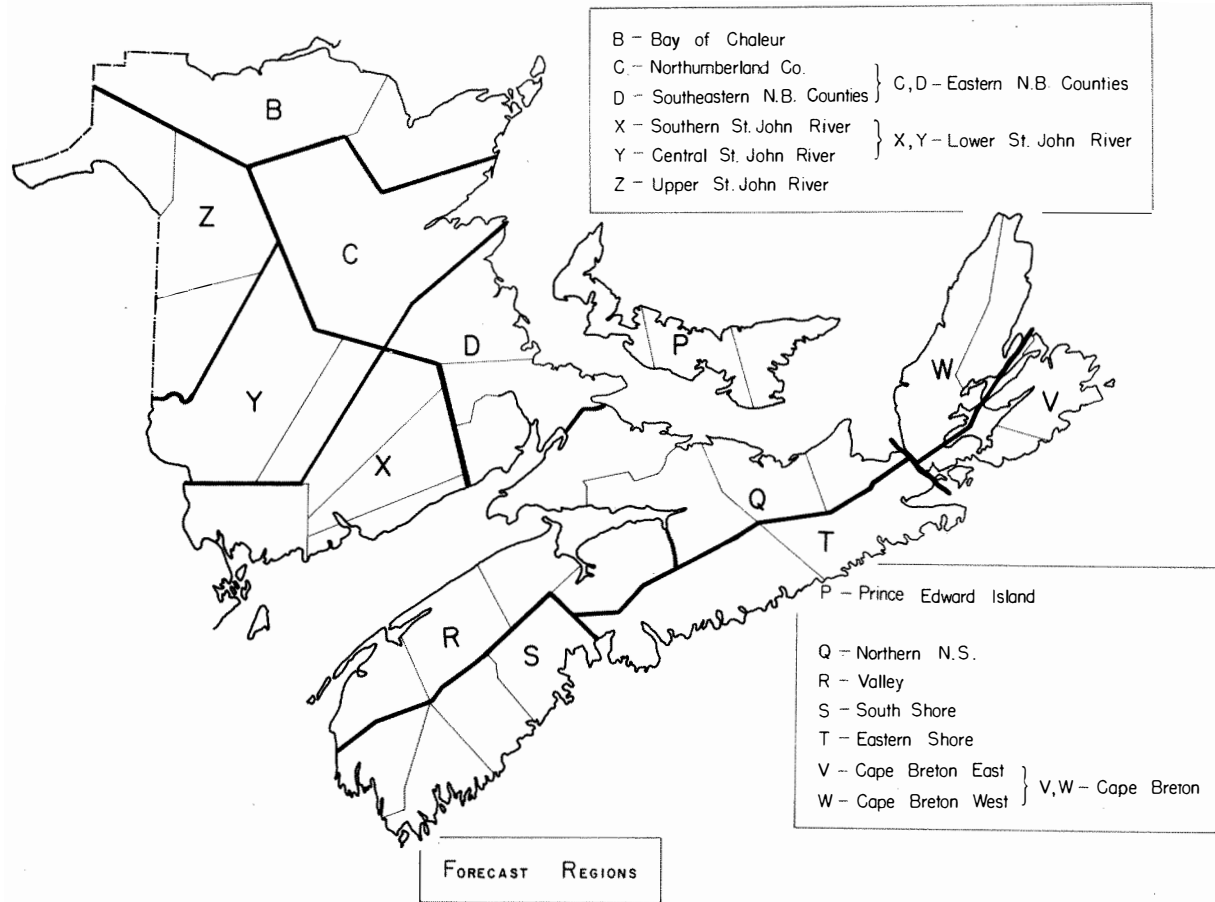 B – Bay of Chaleur
C – Northumberland Co.
D – Southeastern N.B. Counties
C,D – Eastern N.B. Counties
X – Southern St. John River
Y – Central St. John River
X,Y – Lower St. John River
Z – Upper St. John River
B
Z
C
P
D
W
V
Y
X
Q
T
R
S
P – Prince Edward Island
Q – Northern N.S.
R – Valley
S – South Shore
T – Eastern Shore
V – Cape Breton East
W – Cape Breton West
V,W – Cape Breton
FORECAST REGIONS